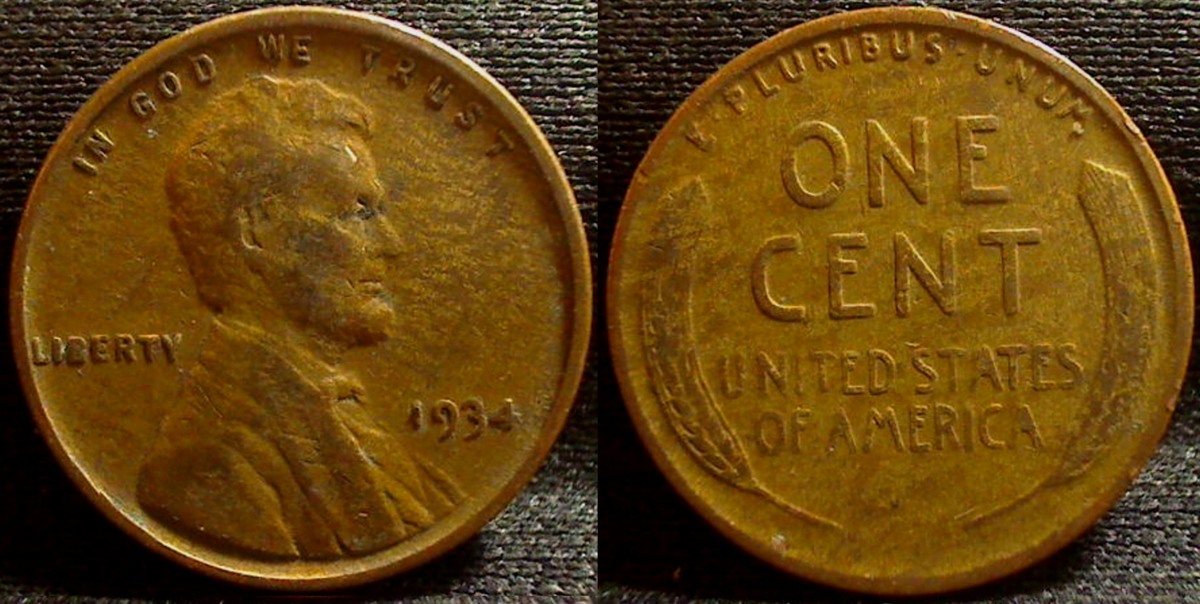 IN GOD WE TRUST
LIBERTY
1934
E·PLURIBUS·UNUM
ONE
CENT
UNITED STATES
OF AMERICA